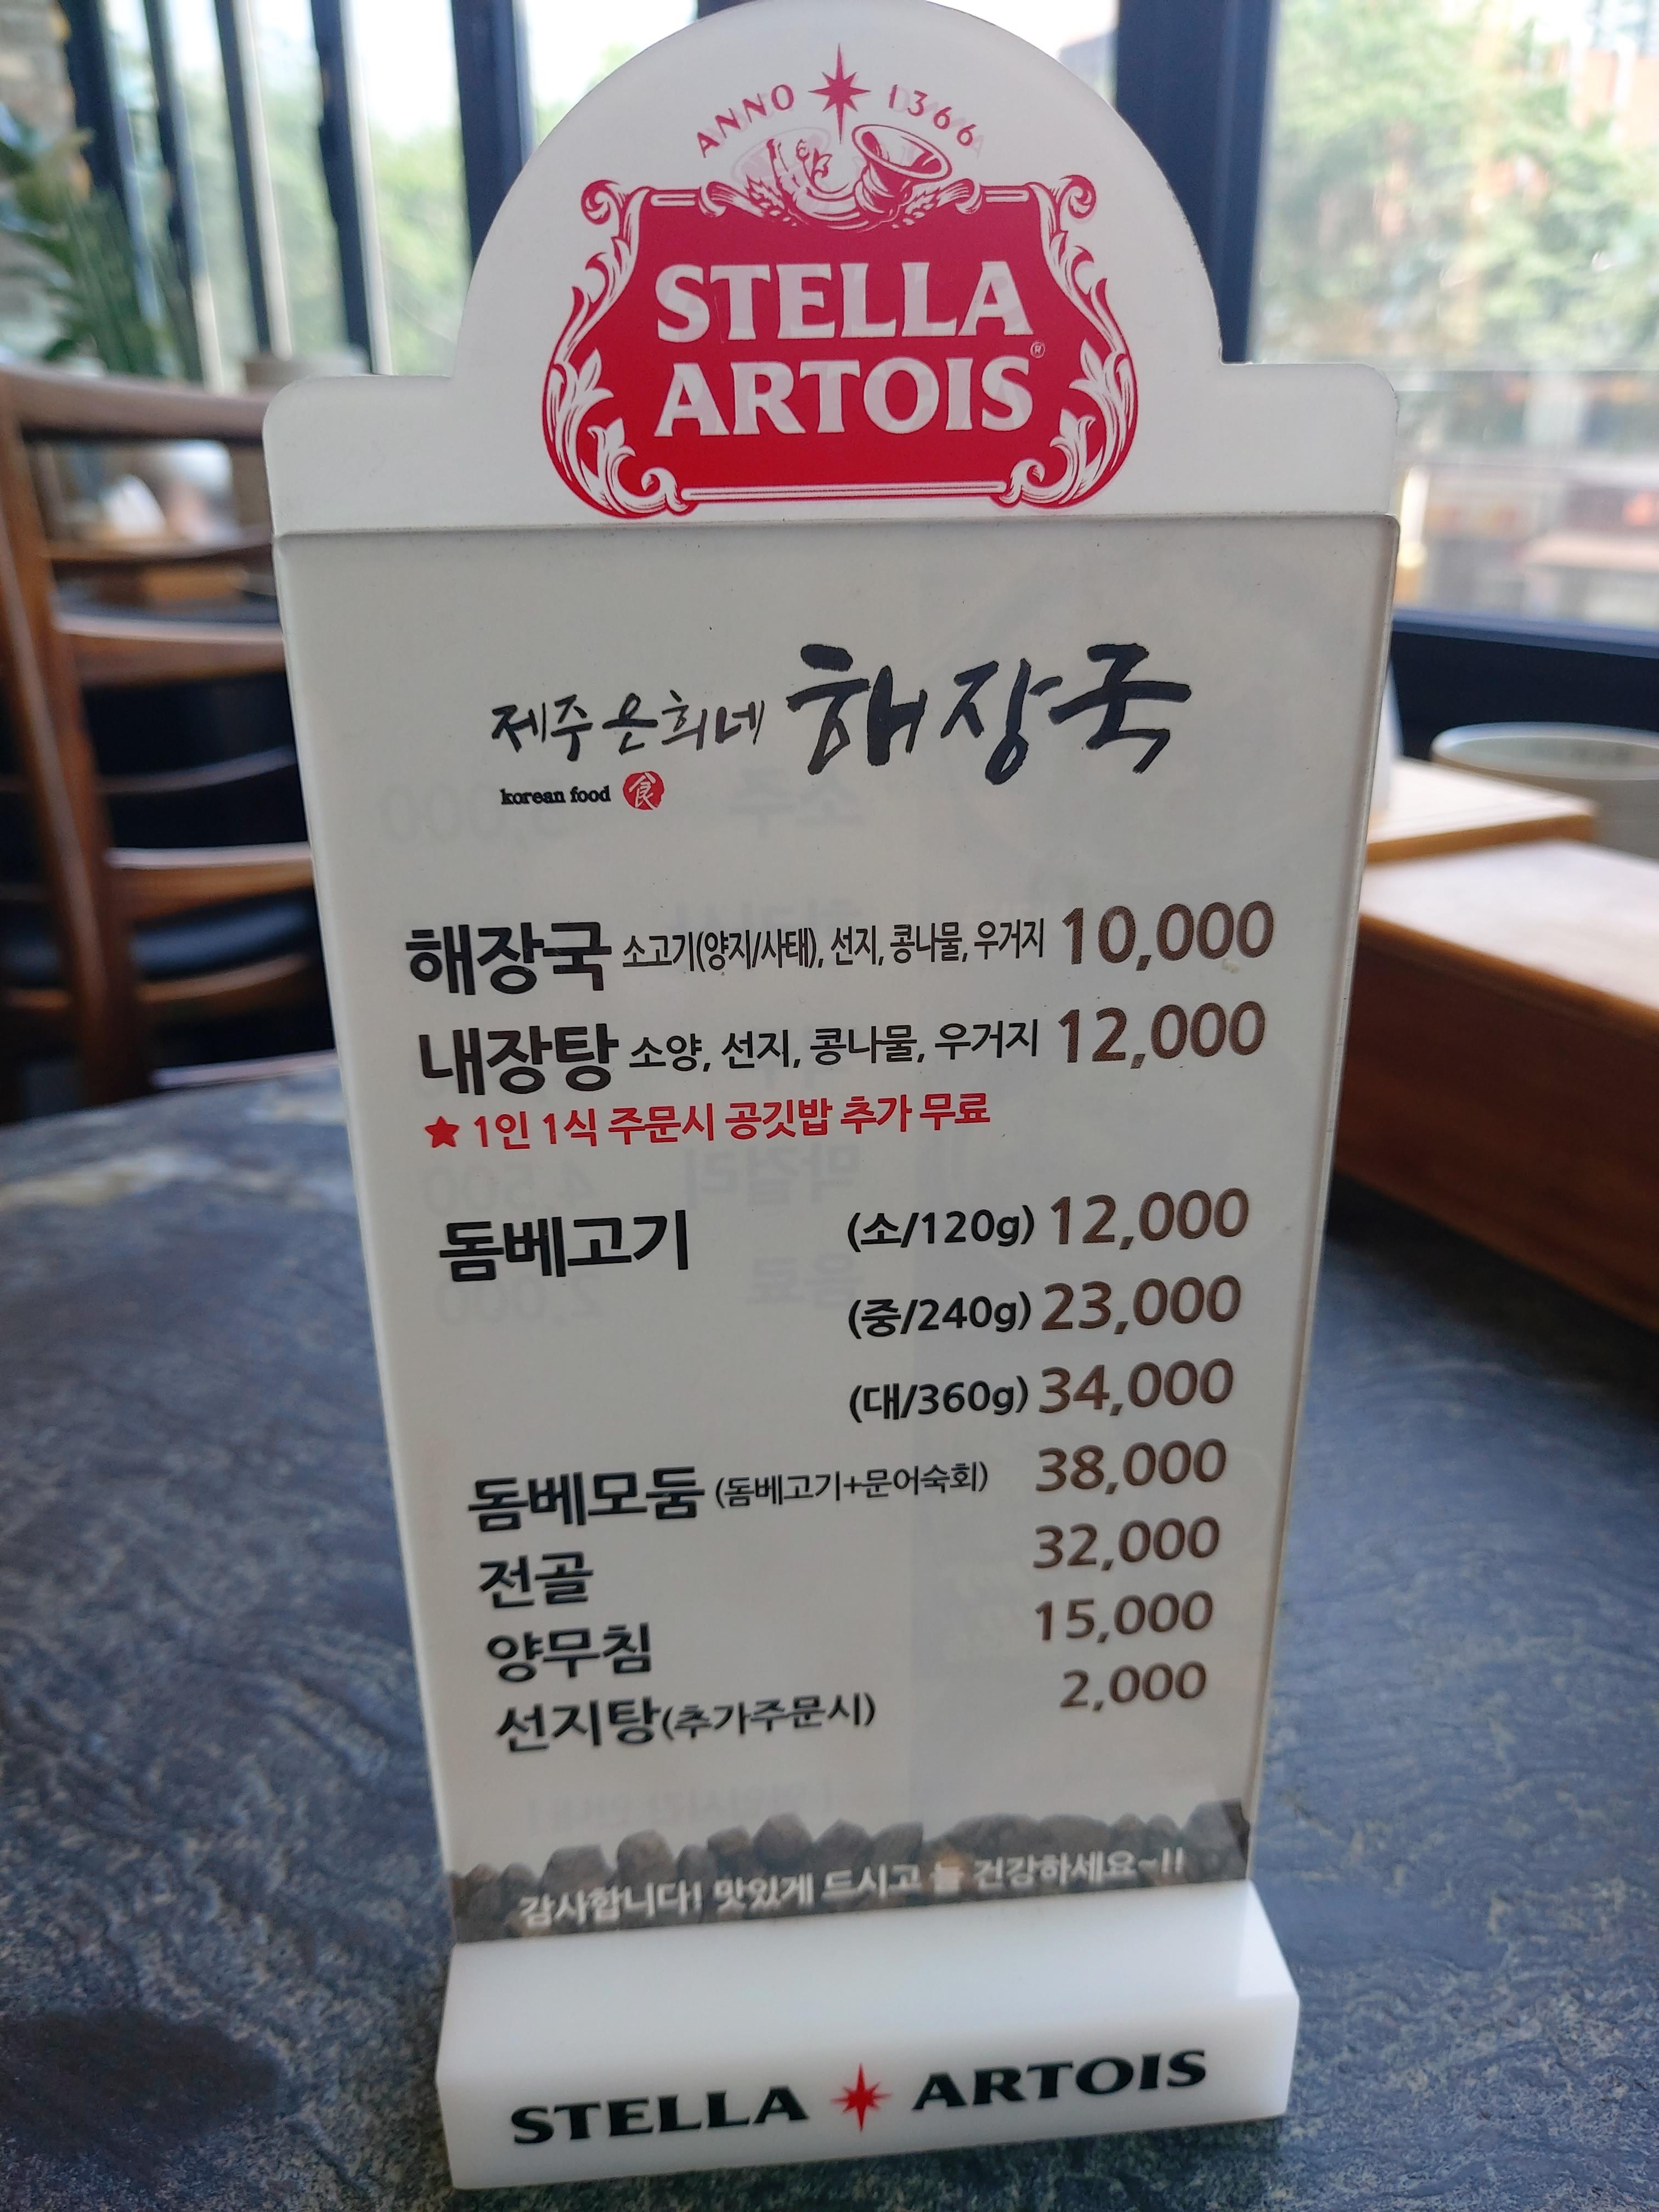 ANNO 1366
STELLA
ARTOIS
제주은희네 해장국
korean food 食
해장국 소고기(양지/사태), 선지, 콩나물, 우거지 10,000
내장탕 소양, 선지, 콩나물, 우거지 12,000
★ 1인 1식 주문시 공깃밥 추가 무료
돔베고기 (소/120g) 12,000
(중/240g) 23,000
(대/360g) 34,000
돔베모둠 (돔베고기+문어숙회) 38,000
전골 32,000
양무침 15,000
선지탕(추가주문시) 2,000
감사합니다! 맛있게 드시고 늘 건강하세요~!!
STELLA ARTOIS